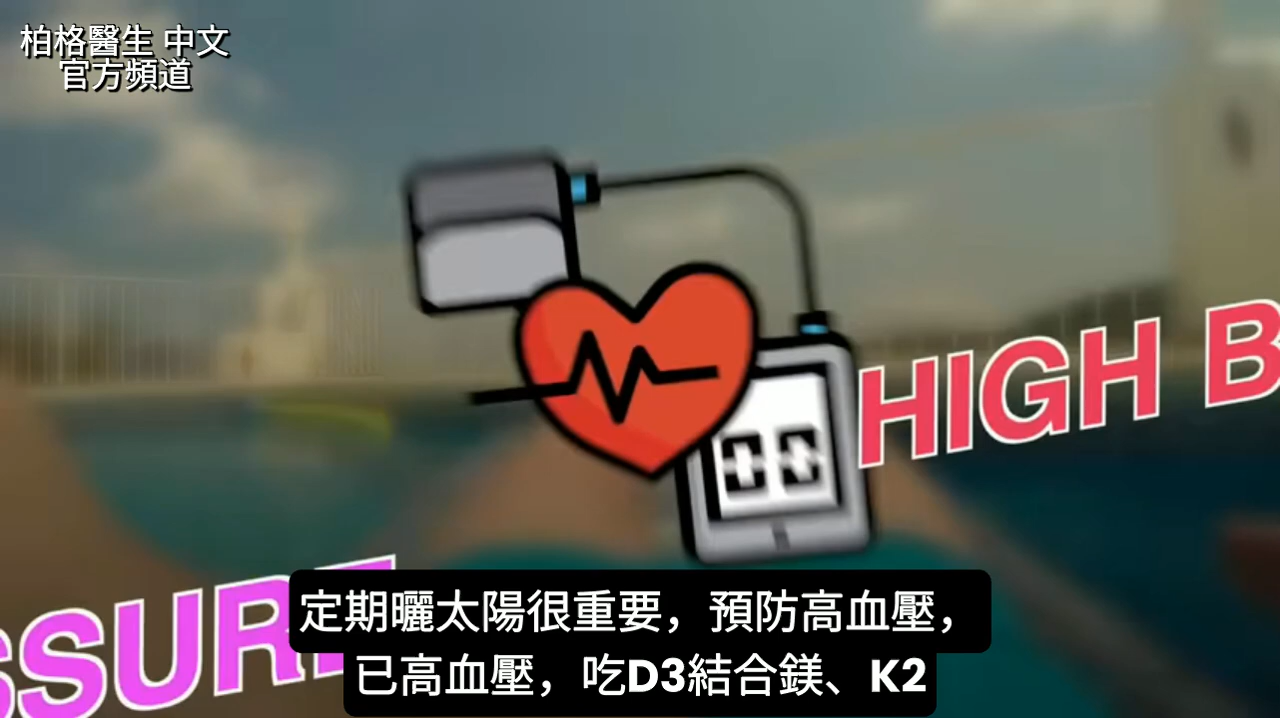 柏格醫生 中文
官方頻道
HIGH B
SSURE
定期曬太陽很重要，預防高血壓，
已高血壓，吃D3結合鎂、K2